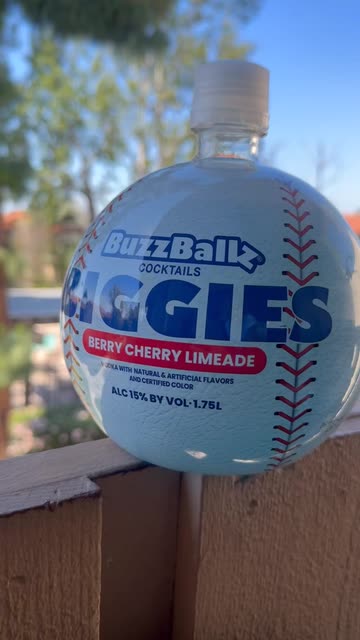 BuzzBallz
COCKTAILS
BIGGIES
BERRY CHERRY LIMEADE
VODKA WITH NATURAL & ARTIFICIAL FLAVORS
AND CERTIFIED COLOR
ALC 15% BY VOL • 1.75L